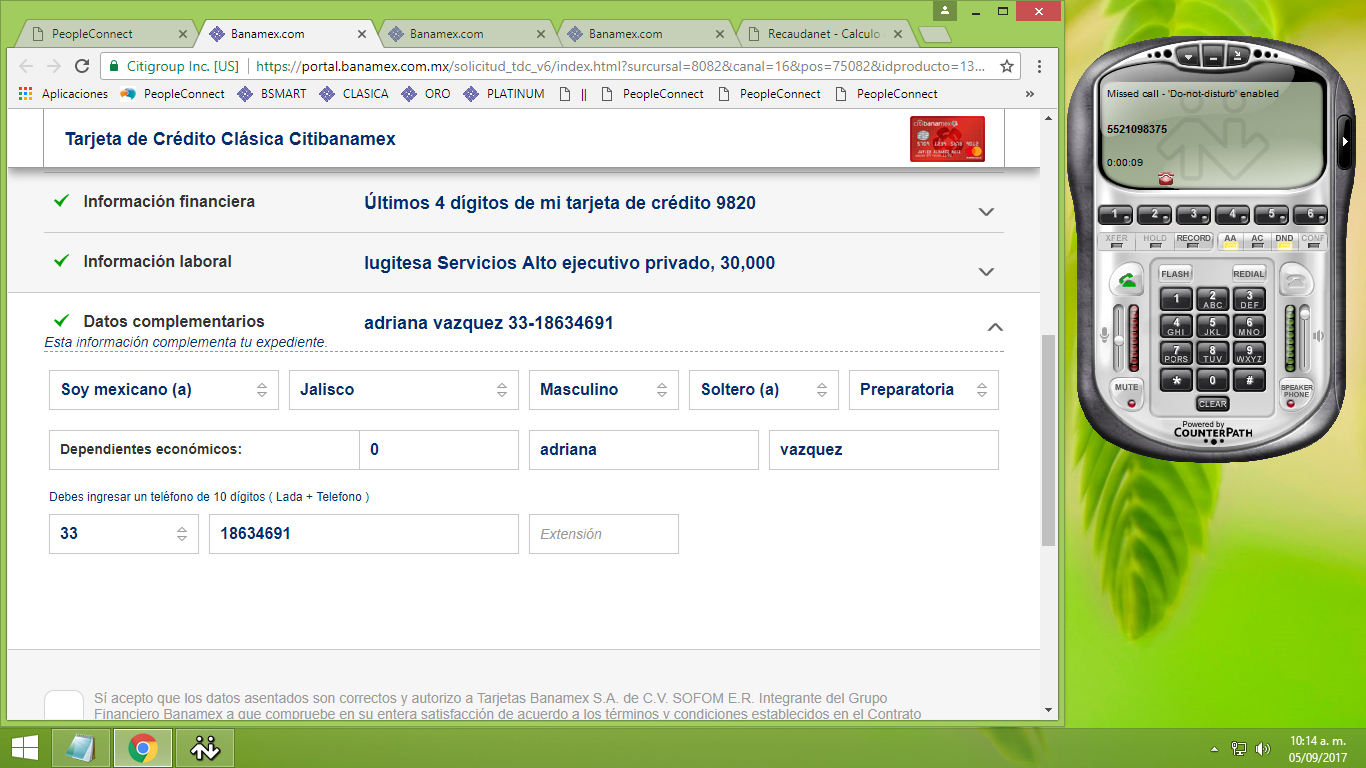 PeopleConnect
Banamex.com
Banamex.com
Banamex.com
Recaudanet - Calculo
Citigroup Inc. [US]
https://portal.banamex.com.mx/solicitud_tdc_v6/index.html?surcursal=8082&canal=16&pos=75082&idproducto=13...
Aplicaciones
PeopleConnect
BSMART
CLASICA
ORO
PLATINUM
||
PeopleConnect
PeopleConnect
PeopleConnect
»
Tarjeta de Crédito Clásica Citibanamex
citibanamex
Información financiera
Últimos 4 dígitos de mi tarjeta de crédito 9820
Información laboral
lugitesa Servicios Alto ejecutivo privado, 30,000
Datos complementarios
adriana vazquez 33-18634691
Esta información complementa tu expediente.
Soy mexicano (a)
Jalisco
Masculino
Soltero (a)
Preparatoria
Dependientes económicos:
0
adriana
vazquez
Debes ingresar un teléfono de 10 dígitos ( Lada + Telefono )
33
18634691
Extensión
Sí acepto que los datos asentados son correctos y autorizo a Tarjetas Banamex S.A. de C.V. SOFOM E.R. Integrante del Grupo
Financiero Banamex a que compruebe en su entera satisfacción de acuerdo a los términos y condiciones establecidos en el Contrato
Missed call - 'Do-not-disturb' enabled
5521098375
0:00:09
1 2 3 4 5 6
XFER HOLD RECORD AA AC DND CONF
FLASH
REDIAL
1
2 ABC
3 DEF
4 GHI
5 JKL
6 MNO
7 PQRS
8 TUV
9 WXYZ
* 0 #
MUTE
SPEAKER
PHONE
CLEAR
Powered by
COUNTERPATH
10:14 a. m.
05/09/2017